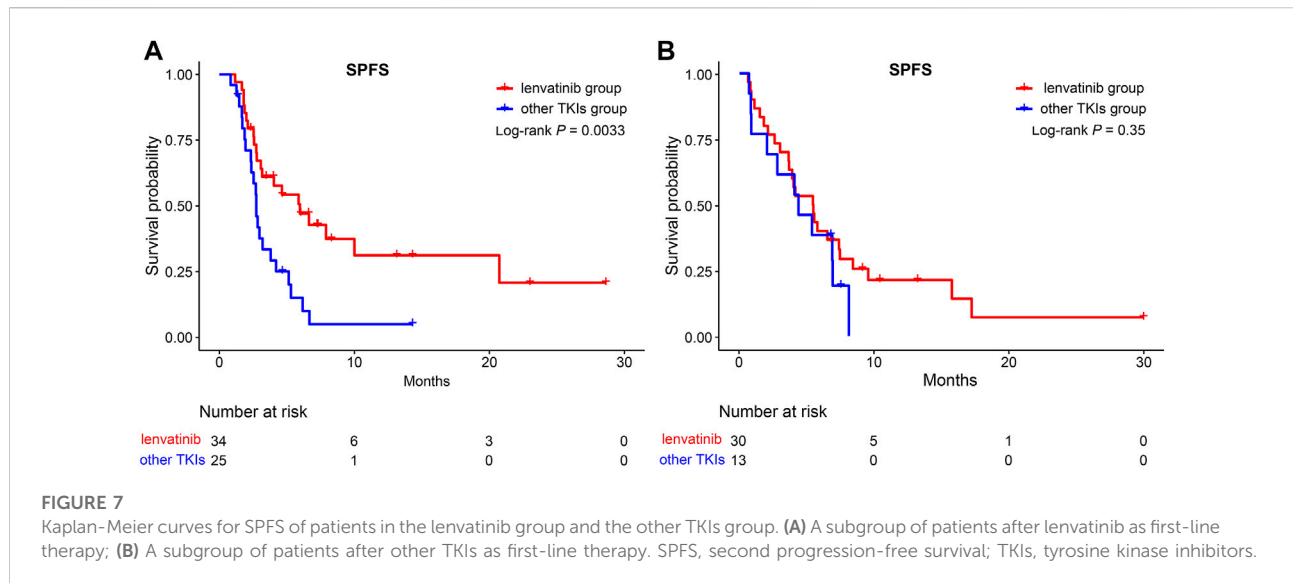 A
SPFS
lenvatinib group
other TKIs group
Log-rank P = 0.0033
Survival probability
1.00
0.75
0.50
0.25
0.00
0 10 20 30
Months
Number at risk
lenvatinib 34 6 3 0
other TKIs 25 1 0 0
B
SPFS
lenvatinib group
other TKIs group
Log-rank P = 0.35
Survival probability
1.00
0.75
0.50
0.25
0.00
0 10 20 30
Months
Number at risk
lenvatinib 30 5 1 0
other TKIs 13 0 0 0
FIGURE 7
Kaplan-Meier curves for SPFS of patients in the lenvatinib group and the other TKIs group. (A) A subgroup of patients after lenvatinib as first-line
therapy; (B) A subgroup of patients after other TKIs as first-line therapy. SPFS, second progression-free survival; TKIs, tyrosine kinase inhibitors.